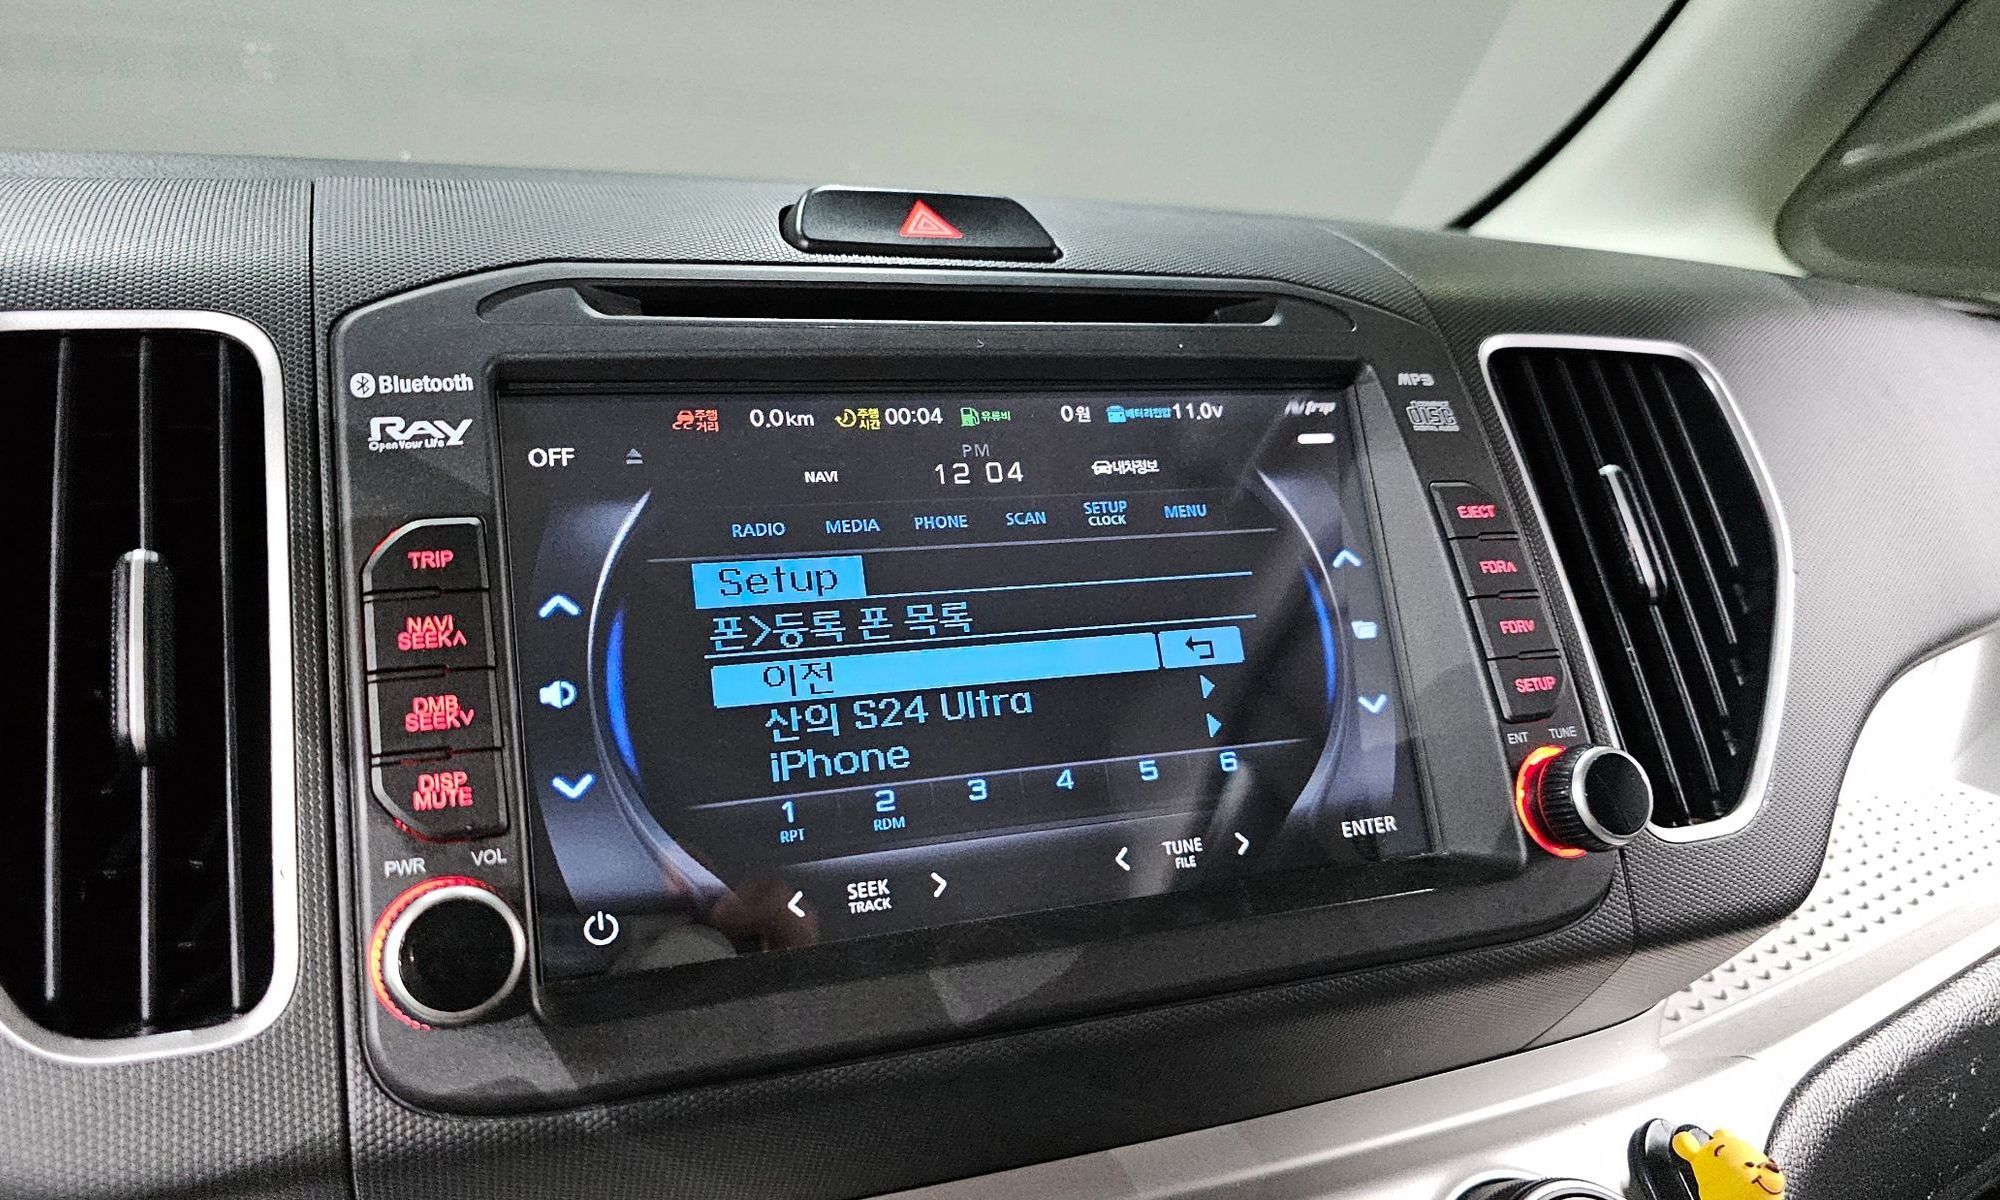 Bluetooth
RAY
Open Your Life
TRIP
NAVI
SEEK∧
DMB
SEEK∨
DISP
MUTE
PWR VOL
주행거리 0.0km 주행시간 00:04 유류비 0원 배터리전압 11.0v
OFF
PM
NAVI 12 04 내차정보
RADIO MEDIA PHONE SCAN SETUP CLOCK MENU
Setup
폰>등록 폰 목록
이전
산의 S24 Ultra
iPhone
1 2 3 4 5 6
RPT RDM
SEEK
TRACK
TUNE
FILE
ENTER
MP3
COMPACT
disc
DIGITAL AUDIO
EJECT
FDR∧
FDR∨
SETUP
ENT TUNE